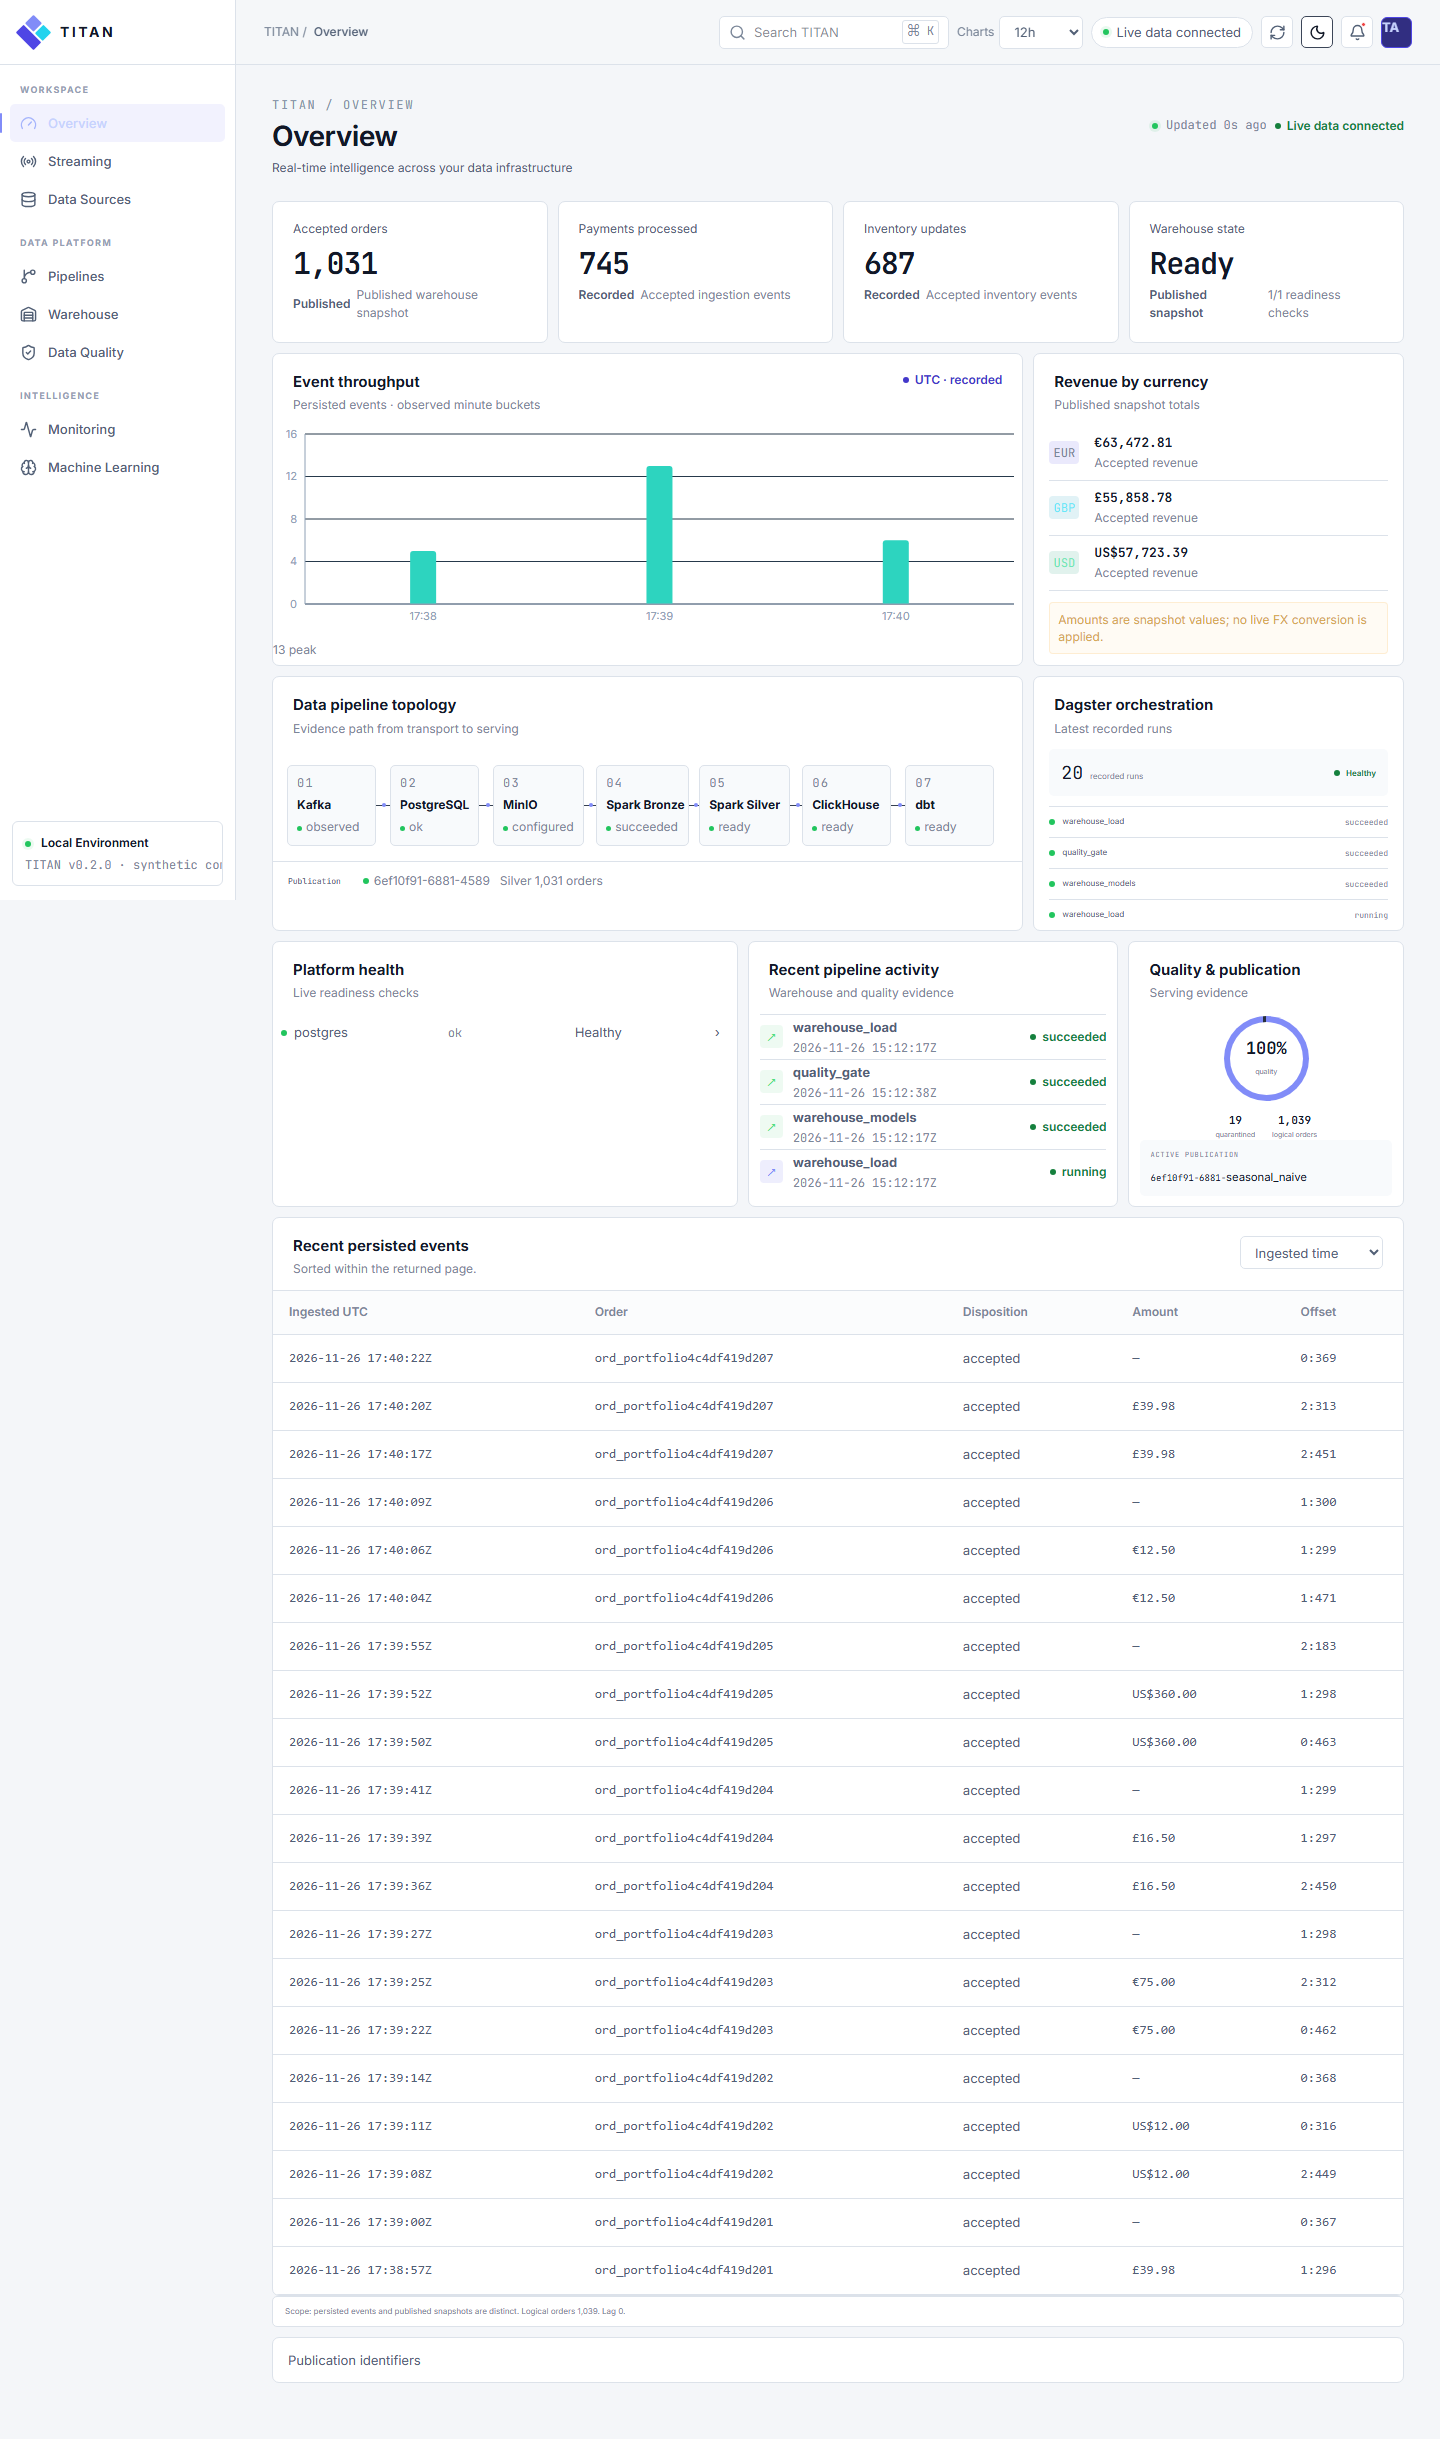 TITAN
TITAN / Overview
Search TITAN ⌘ K
Charts 12h
Live data connected
TA
WORKSPACE
Overview
Streaming
Data Sources
DATA PLATFORM
Pipelines
Warehouse
Data Quality
INTELLIGENCE
Monitoring
Machine Learning
Local Environment
TITAN v0.2.0 · synthetic co
TITAN / OVERVIEW
Overview
Real-time intelligence across your data infrastructure
Updated 0s ago Live data connected
Accepted orders
1,031
Published Published warehouse
snapshot
Payments processed
745
Recorded Accepted ingestion events
Inventory updates
687
Recorded Accepted inventory events
Warehouse state
Ready
Published 1/1 readiness
snapshot checks
Event throughput
UTC · recorded
Persisted events · observed minute buckets
16
12
8
4
0
17:38 17:39 17:40
13 peak
Revenue by currency
Published snapshot totals
EUR €63,472.81
Accepted revenue
GBP £55,858.78
Accepted revenue
USD US$57,723.39
Accepted revenue
Amounts are snapshot values; no live FX conversion is
applied.
Data pipeline topology
Evidence path from transport to serving
01
Kafka
observed
02
PostgreSQL
ok
03
MinIO
configured
04
Spark Bronze
succeeded
05
Spark Silver
ready
06
ClickHouse
ready
07
dbt
ready
Publication 6ef10f91-6881-4589 Silver 1,031 orders
Dagster orchestration
Latest recorded runs
20 recorded runs Healthy
warehouse_load succeeded
quality_gate succeeded
warehouse_models succeeded
warehouse_load running
Platform health
Live readiness checks
postgres ok Healthy ›
Recent pipeline activity
Warehouse and quality evidence
↗ warehouse_load succeeded
2026-11-26 15:12:17Z
↗ quality_gate succeeded
2026-11-26 15:12:38Z
↗ warehouse_models succeeded
2026-11-26 15:12:17Z
↗ warehouse_load running
2026-11-26 15:12:17Z
Quality & publication
Serving evidence
100%
quality
19 1,039
quarantined logical orders
ACTIVE PUBLICATION
6ef10f91-6881-seasonal_naive
Recent persisted events
Sorted within the returned page.
Ingested time
Ingested UTC Order Disposition Amount Offset
2026-11-26 17:40:22Z ord_portfolio4c4df419d207 accepted — 0:369
2026-11-26 17:40:20Z ord_portfolio4c4df419d207 accepted £39.98 2:313
2026-11-26 17:40:17Z ord_portfolio4c4df419d207 accepted £39.98 2:451
2026-11-26 17:40:09Z ord_portfolio4c4df419d206 accepted — 1:300
2026-11-26 17:40:06Z ord_portfolio4c4df419d206 accepted €12.50 1:299
2026-11-26 17:40:04Z ord_portfolio4c4df419d206 accepted €12.50 1:471
2026-11-26 17:39:55Z ord_portfolio4c4df419d205 accepted — 2:183
2026-11-26 17:39:52Z ord_portfolio4c4df419d205 accepted US$360.00 1:298
2026-11-26 17:39:50Z ord_portfolio4c4df419d205 accepted US$360.00 0:463
2026-11-26 17:39:41Z ord_portfolio4c4df419d204 accepted — 1:299
2026-11-26 17:39:39Z ord_portfolio4c4df419d204 accepted £16.50 1:297
2026-11-26 17:39:36Z ord_portfolio4c4df419d204 accepted £16.50 2:450
2026-11-26 17:39:27Z ord_portfolio4c4df419d203 accepted — 1:298
2026-11-26 17:39:25Z ord_portfolio4c4df419d203 accepted €75.00 2:312
2026-11-26 17:39:22Z ord_portfolio4c4df419d203 accepted €75.00 0:462
2026-11-26 17:39:14Z ord_portfolio4c4df419d202 accepted — 0:368
2026-11-26 17:39:11Z ord_portfolio4c4df419d202 accepted US$12.00 0:316
2026-11-26 17:39:08Z ord_portfolio4c4df419d202 accepted US$12.00 2:449
2026-11-26 17:39:00Z ord_portfolio4c4df419d201 accepted — 0:367
2026-11-26 17:38:57Z ord_portfolio4c4df419d201 accepted £39.98 1:296
Scope: persisted events and published snapshots are distinct. Logical orders 1,039. Lag 0.
Publication identifiers